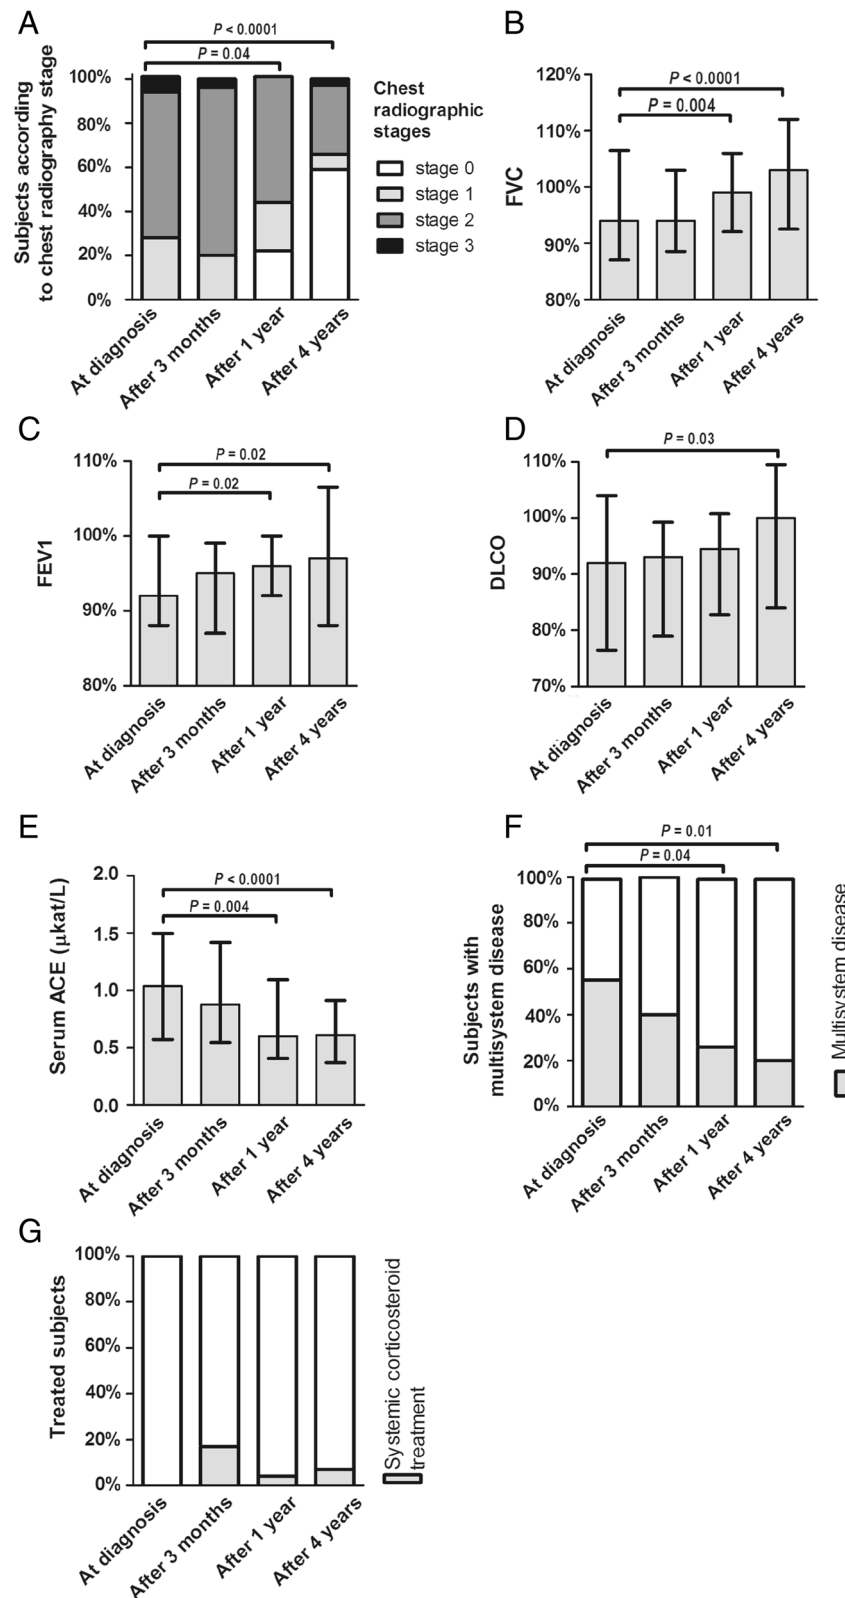 A
P < 0.0001
P = 0.04
100%
80%
60%
40%
20%
0%
Subjects according
to chest radiography stage
At diagnosis
After 3 months
After 1 year
After 4 years
Chest
radiographic
stages
stage 0
stage 1
stage 2
stage 3
B
P < 0.0001
P = 0.004
120%
110%
100%
90%
80%
FVC
At diagnosis
After 3 months
After 1 year
After 4 years
C
P = 0.02
P = 0.02
110%
100%
90%
80%
FEV1
At diagnosis
After 3 months
After 1 year
After 4 years
D
P = 0.03
110%
100%
90%
80%
70%
DLCO
At diagnosis
After 3 months
After 1 year
After 4 years
E
P < 0.0001
P = 0.004
2.0
1.5
1.0
0.5
0.0
Serum ACE (µkat/L)
At diagnosis
After 3 months
After 1 year
After 4 years
F
P = 0.01
P = 0.04
100%
80%
60%
40%
20%
0%
Subjects with
multisystem disease
At diagnosis
After 3 months
After 1 year
After 4 years
Multisystem disease
G
100%
80%
60%
40%
20%
0%
Treated subjects
At diagnosis
After 3 months
After 1 year
After 4 years
Systemic corticosteroid
treatment